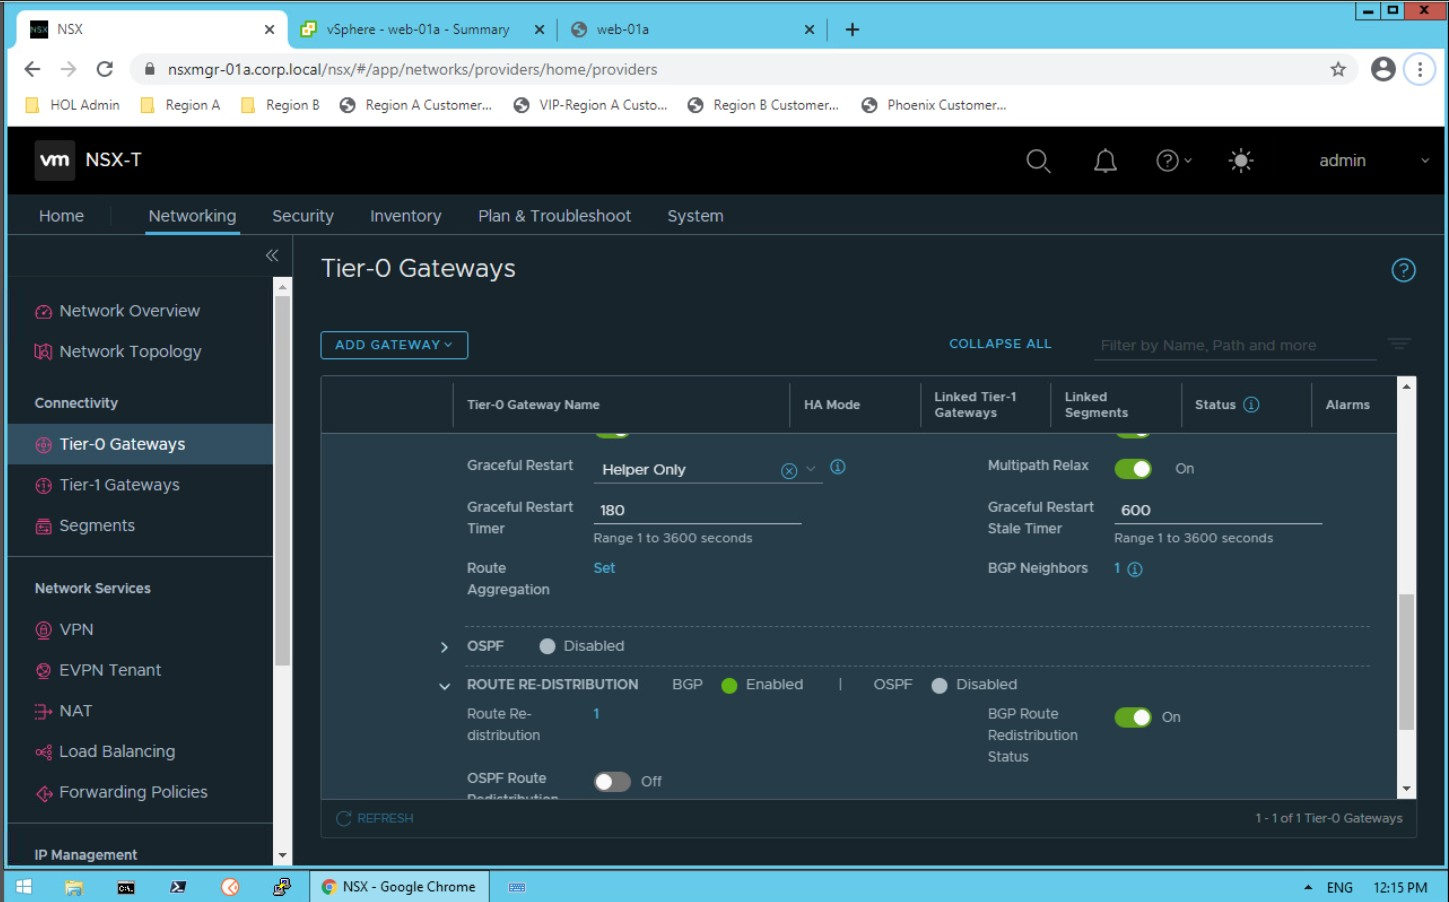 NSX
vSphere - web-01a - Summary
web-01a
nsxmgr-01a.corp.local/nsx/#/app/networks/providers/home/providers
HOL Admin
Region A
Region B
Region A Customer...
VIP-Region A Custo...
Region B Customer...
Phoenix Customer...
vm NSX-T
admin
Home
Networking
Security
Inventory
Plan & Troubleshoot
System
Network Overview
Network Topology
Connectivity
Tier-0 Gateways
Tier-1 Gateways
Segments
Network Services
VPN
EVPN Tenant
NAT
Load Balancing
Forwarding Policies
IP Management
Tier-0 Gateways
ADD GATEWAY
COLLAPSE ALL
Filter by Name, Path and more
Tier-0 Gateway Name
HA Mode
Linked Tier-1
Gateways
Linked
Segments
Status
Alarms
Graceful Restart
Helper Only
Multipath Relax
On
Graceful Restart
Timer
180
Range 1 to 3600 seconds
Graceful Restart
Stale Timer
600
Range 1 to 3600 seconds
Route
Aggregation
Set
BGP Neighbors
1
OSPF
Disabled
ROUTE RE-DISTRIBUTION
BGP
Enabled
|
OSPF
Disabled
Route Re-
distribution
1
BGP Route
Redistribution
Status
On
OSPF Route
Redistribution
Off
REFRESH
1 - 1 of 1 Tier-0 Gateways
NSX - Google Chrome
ENG
12:15 PM